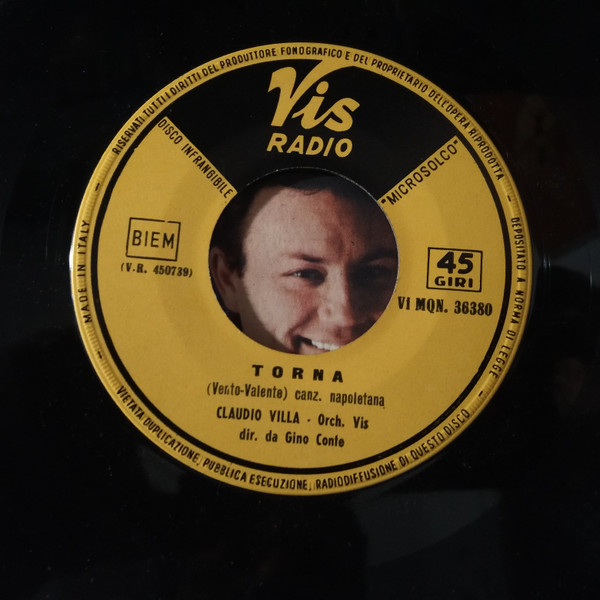 RISERVATI TUTTI I DIRITTI DEL PRODUTTORE FONOGRAFICO E DEL PROPRIETARIO DELL'OPERA RIPRODOTTA
DEPOSITATO A NORMA DI LEGGE
Vis
RADIO
DISCO INFRANGIBILE
"MICROSOLCO"
BIEM
(V.R. 450739)
45
GIRI
VI MQN. 36380
MADE IN ITALY
TORNA
(Vento-Valente) canz. napoletana
CLAUDIO VILLA - Orch. Vis
dir. da Gino Conte
VIETATA DUPLICAZIONE, PUBBLICA ESECUZIONE, RADIODIFFUSIONE DI QUESTO DISCO